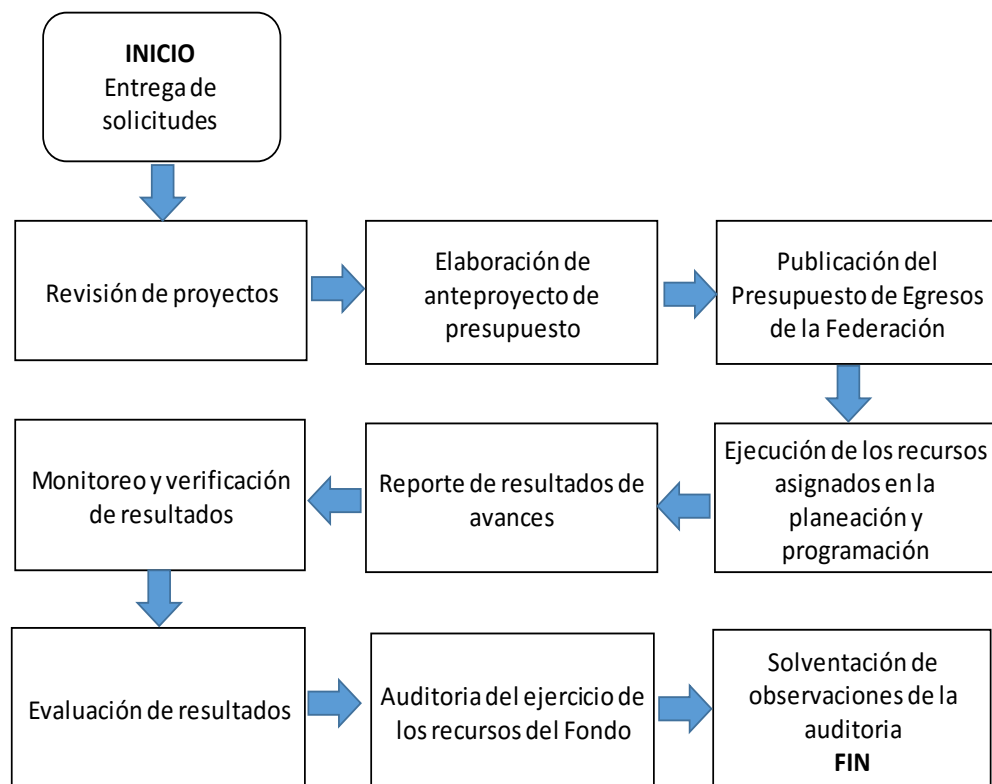 INICIO
Entrega de
solicitudes
Revisión de proyectos
Elaboración de
anteproyecto de
presupuesto
Publicación del
Presupuesto de Egresos
de la Federación
Ejecución de los recursos
asignados en la
planeación y
programación
Reporte de resultados de
avances
Monitoreo y verificación
de resultados
Evaluación de resultados
Auditoria del ejercicio de
los recursos del Fondo
Solventación de
observaciones de la
auditoria
FIN